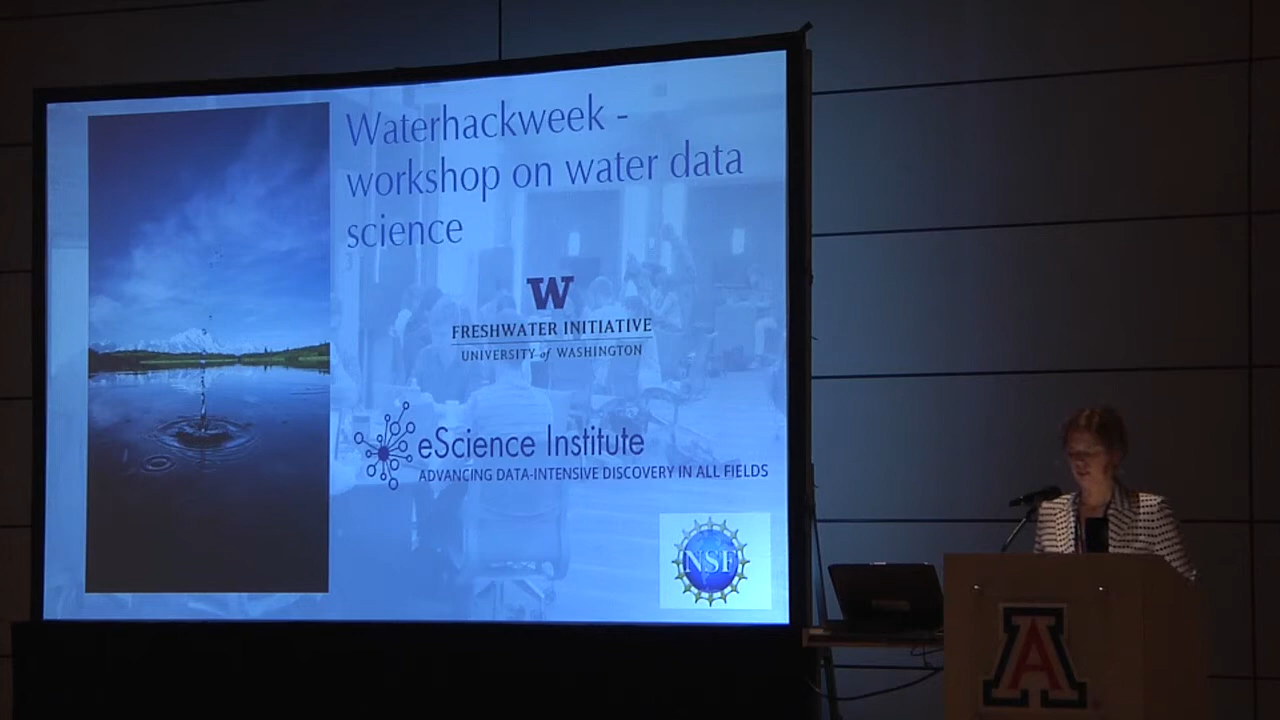 Waterhackweek -
workshop on water data
science
3
W
FRESHWATER INITIATIVE
UNIVERSITY of WASHINGTON
eScience Institute
ADVANCING DATA-INTENSIVE DISCOVERY IN ALL FIELDS
NSF
A